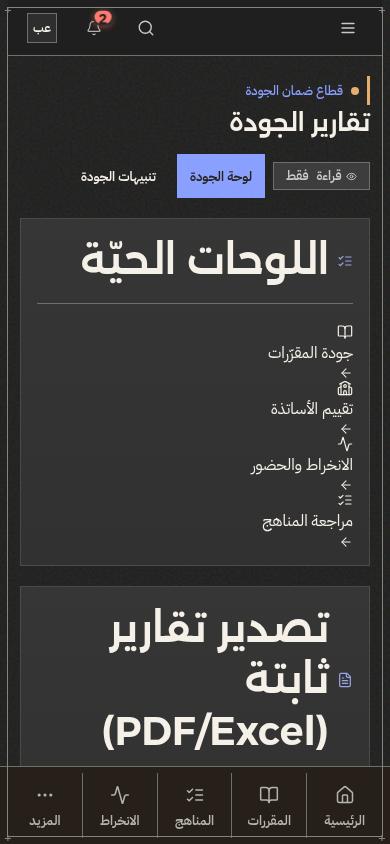 عب
2
قطاع ضمان الجودة
تقارير الجودة
قراءة فقط
لوحة الجودة
تنبيهات الجودة
اللوحات الحيّة
جودة المقرّرات
تقييم الأساتذة
الانخراط والحضور
مراجعة المناهج
تصدير تقارير
ثابتة
(PDF/Excel)
الرئيسية
المقررات
المناهج
الانخراط
المزيد